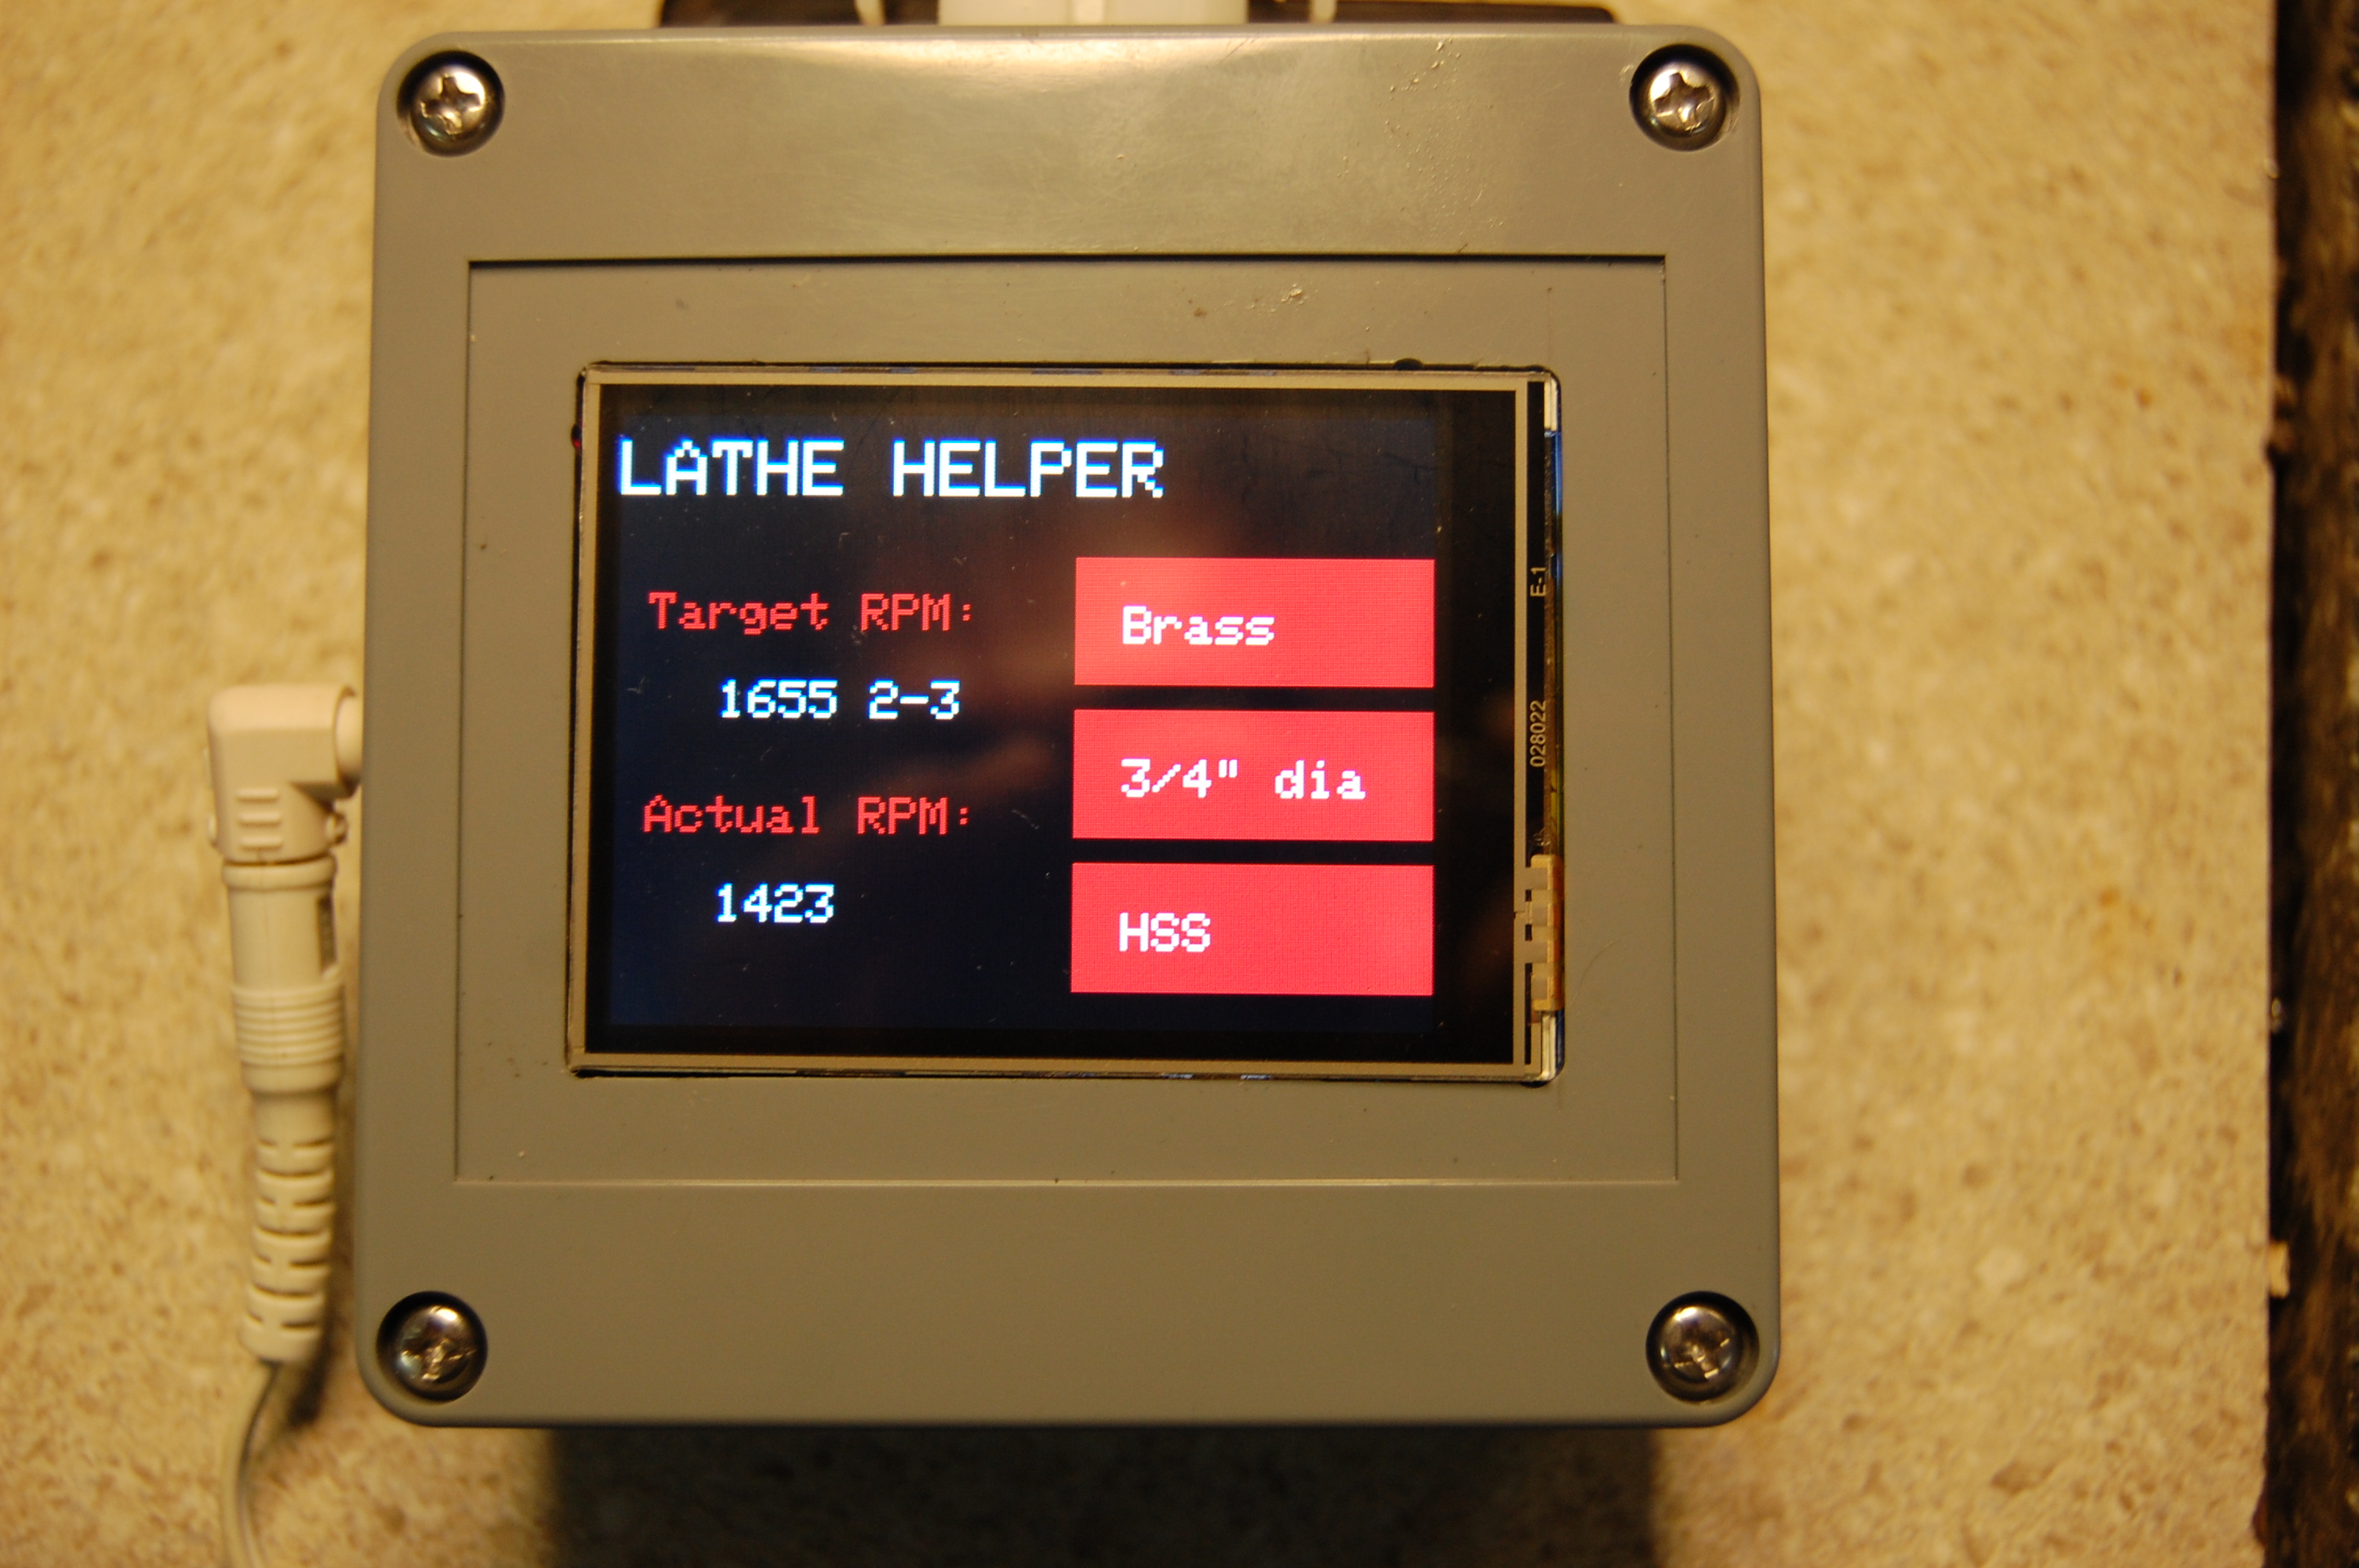 LATHE HELPER
Target RPM:
1655 2-3
Actual RPM:
1423
Brass
3/4" dia
HSS
E-1
028022